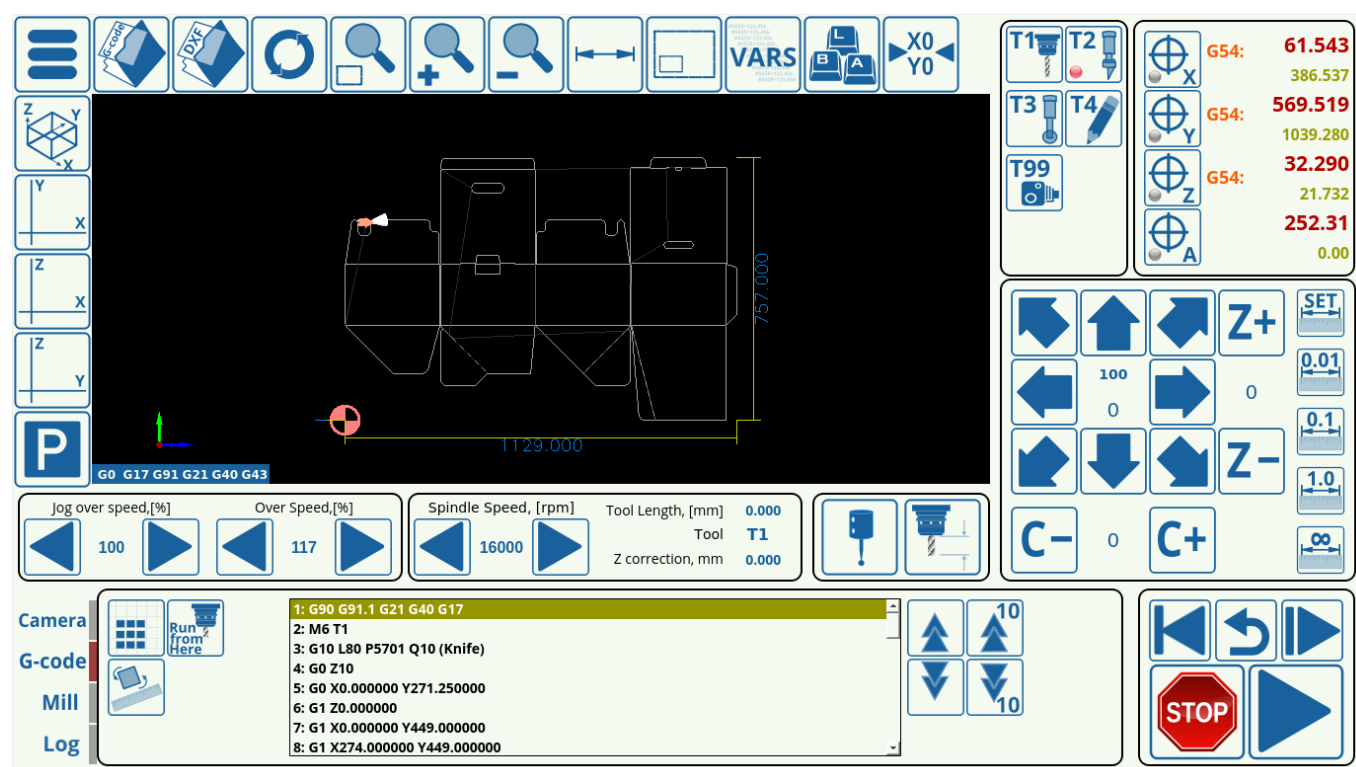 G-code
DXF
#5029=123,456
VARS
L
B
A
X0
Y0
T1
T2
T3
T4
T99
G54: 61.543
X 386.537
G54: 569.519
Y 1039.280
G54: 32.290
Z 21.732
252.31
A 0.00
Z
Y
X
Y
X
Z
X
Z
Y
P
757.000
1129.000
G0 G17 G91 G21 G40 G43
Z+
SET
0.01
100
0
0
0.1
Z−
1.0
C−
0
C+
∞
Jog over speed,[%]
100
Over Speed,[%]
117
Spindle Speed, [rpm]
16000
Tool Length, [mm] 0.000
Tool T1
Z correction, mm 0.000
Camera
G-code
Mill
Log
Run
from
Here
1: G90 G91.1 G21 G40 G17
2: M6 T1
3: G10 L80 P5701 Q10 (Knife)
4: G0 Z10
5: G0 X0.000000 Y271.250000
6: G1 Z0.000000
7: G1 X0.000000 Y449.000000
8: G1 X274.000000 Y449.000000
10
10
STOP